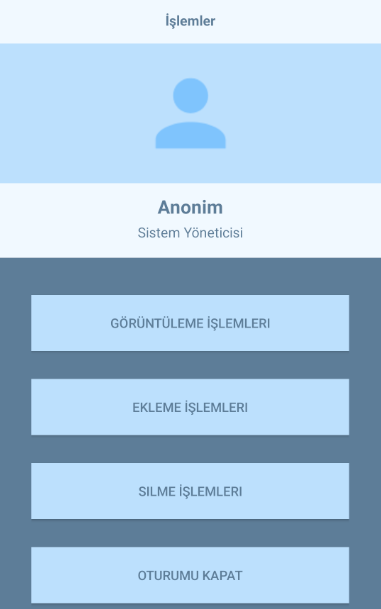 İşlemler
Anonim
Sistem Yöneticisi
GÖRÜNTÜLEME İŞLEMLERI
EKLEME İŞLEMLERI
SILME İŞLEMLERI
OTURUMU KAPAT